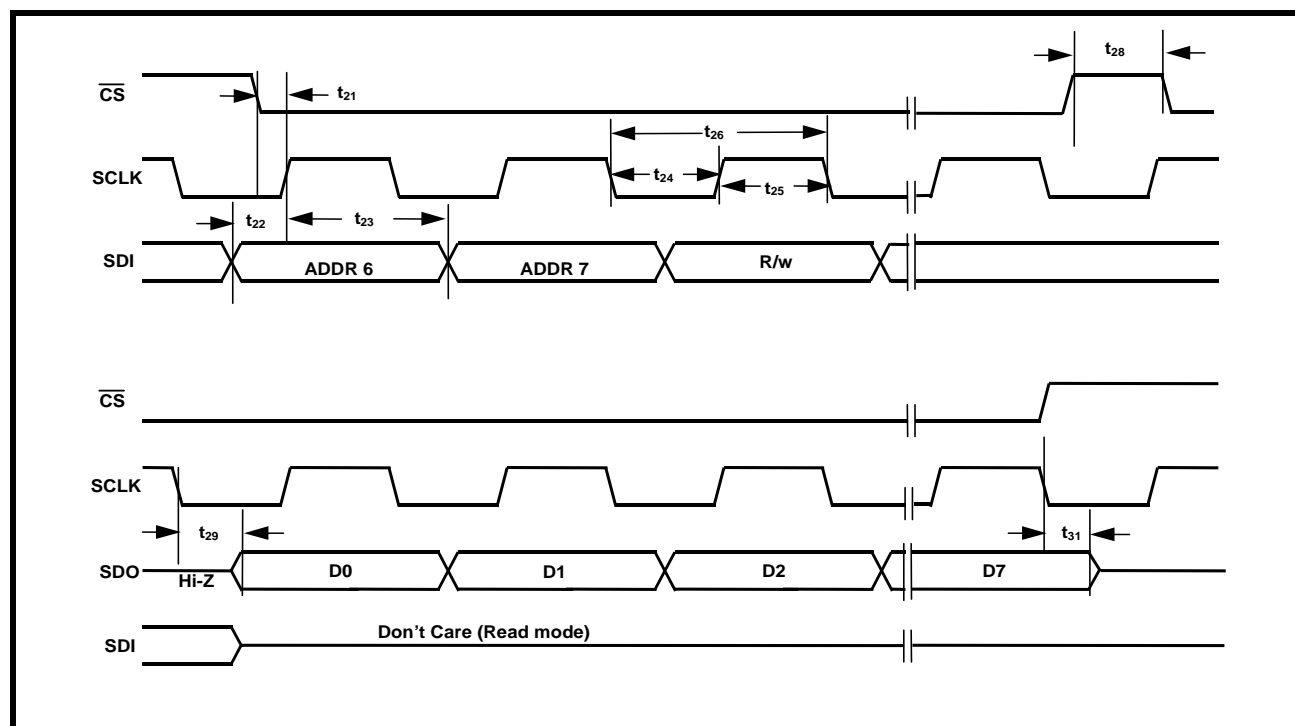 t28
CS
t21
t26
SCLK
t24
t25
t22
t23
SDI
ADDR 6
ADDR 7
R/w
CS
SCLK
t29
t31
SDO
Hi-Z
D0
D1
D2
D7
Don't Care (Read mode)
SDI